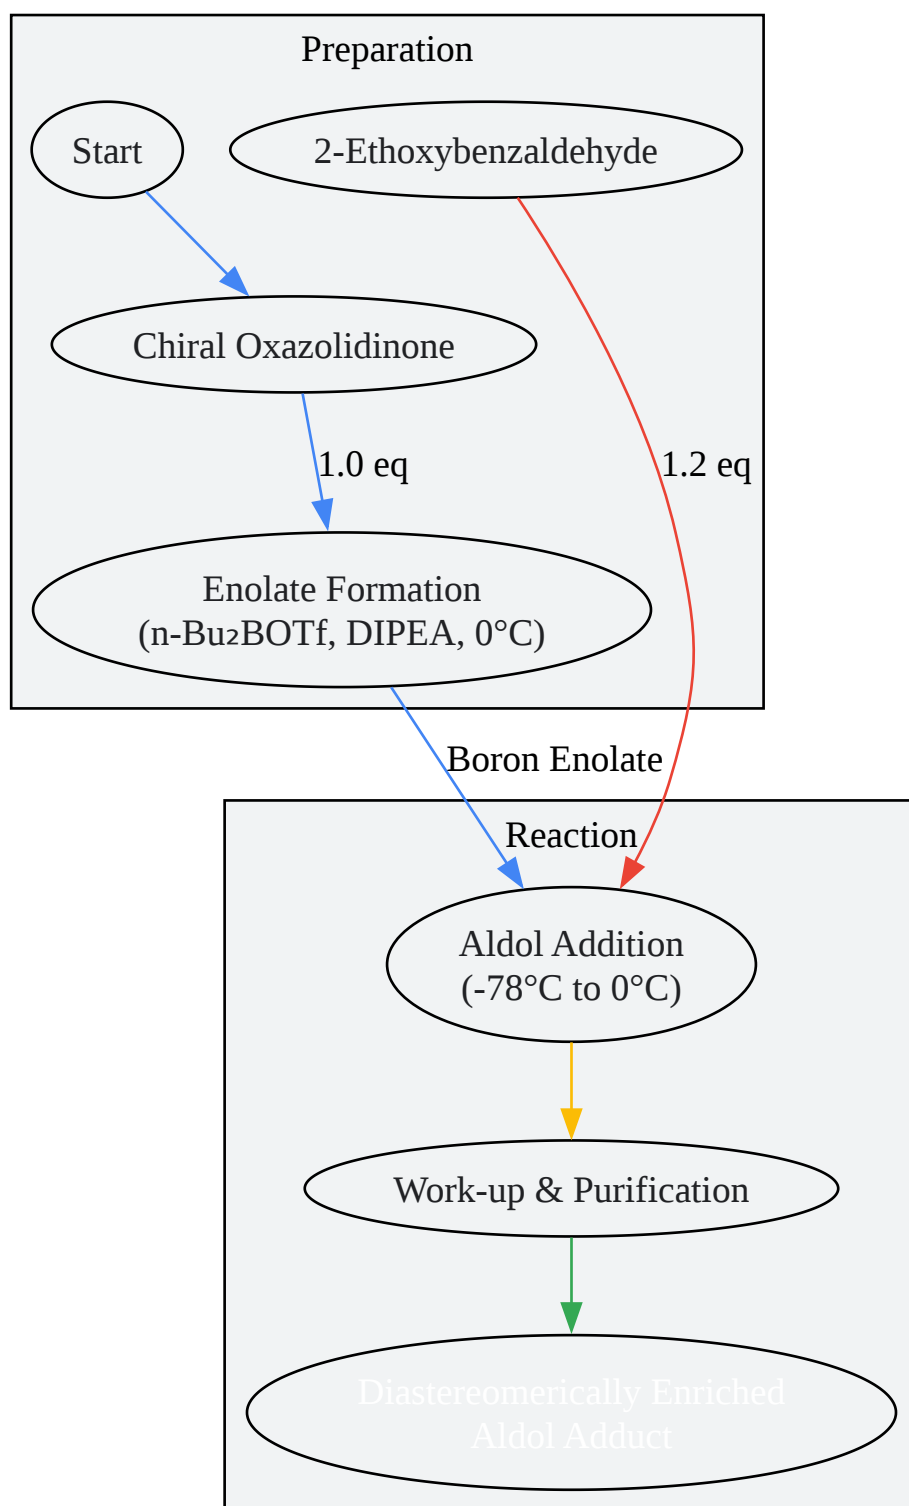 Preparation
Start
2-Ethoxybenzaldehyde
Chiral Oxazolidinone
1.0 eq
1.2 eq
Enolate Formation
(n-Bu₂BOTf, DIPEA, 0°C)
Boron Enolate
Reaction
Aldol Addition
(-78°C to 0°C)
Work-up & Purification
Diastereomerically Enriched
Aldol Adduct